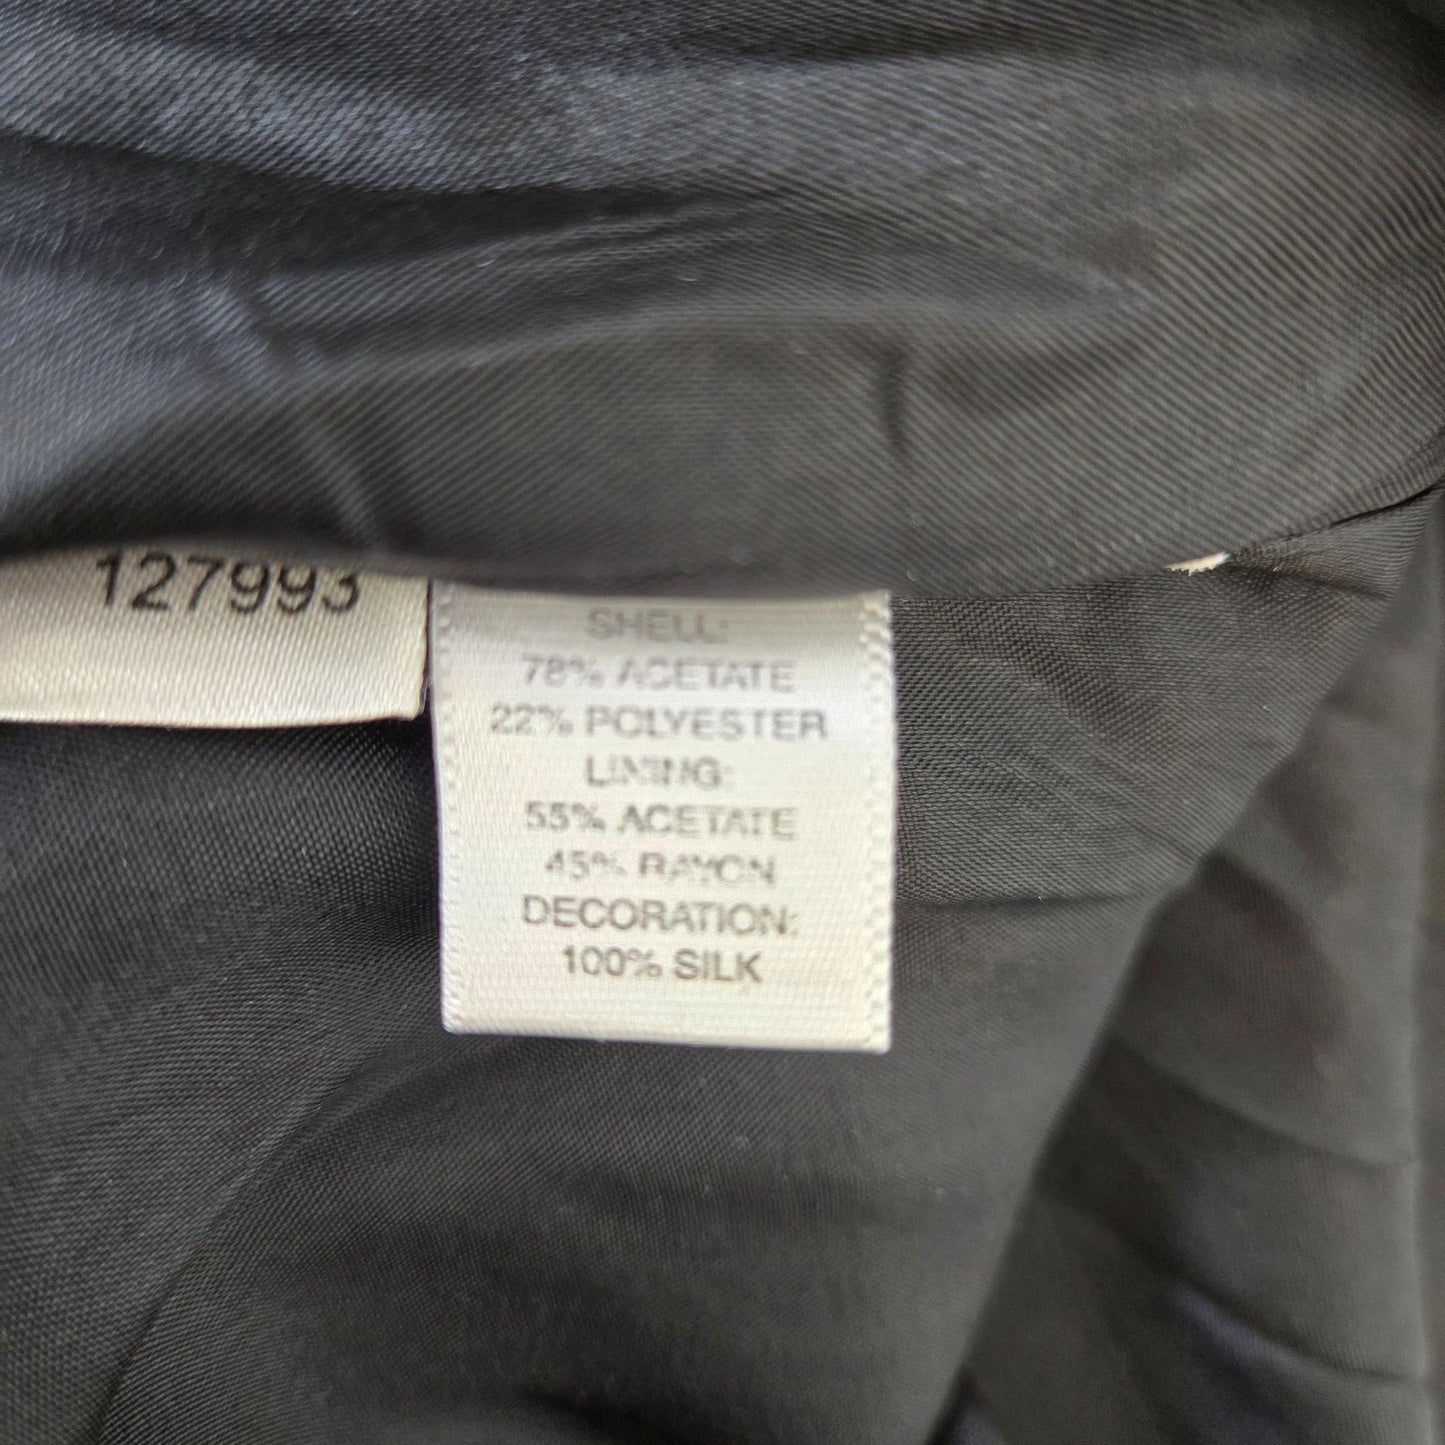 127993
SHELL:
78% ACETATE
22% POLYESTER
LINING:
55% ACETATE
45% RAYON
DECORATION:
100% SILK